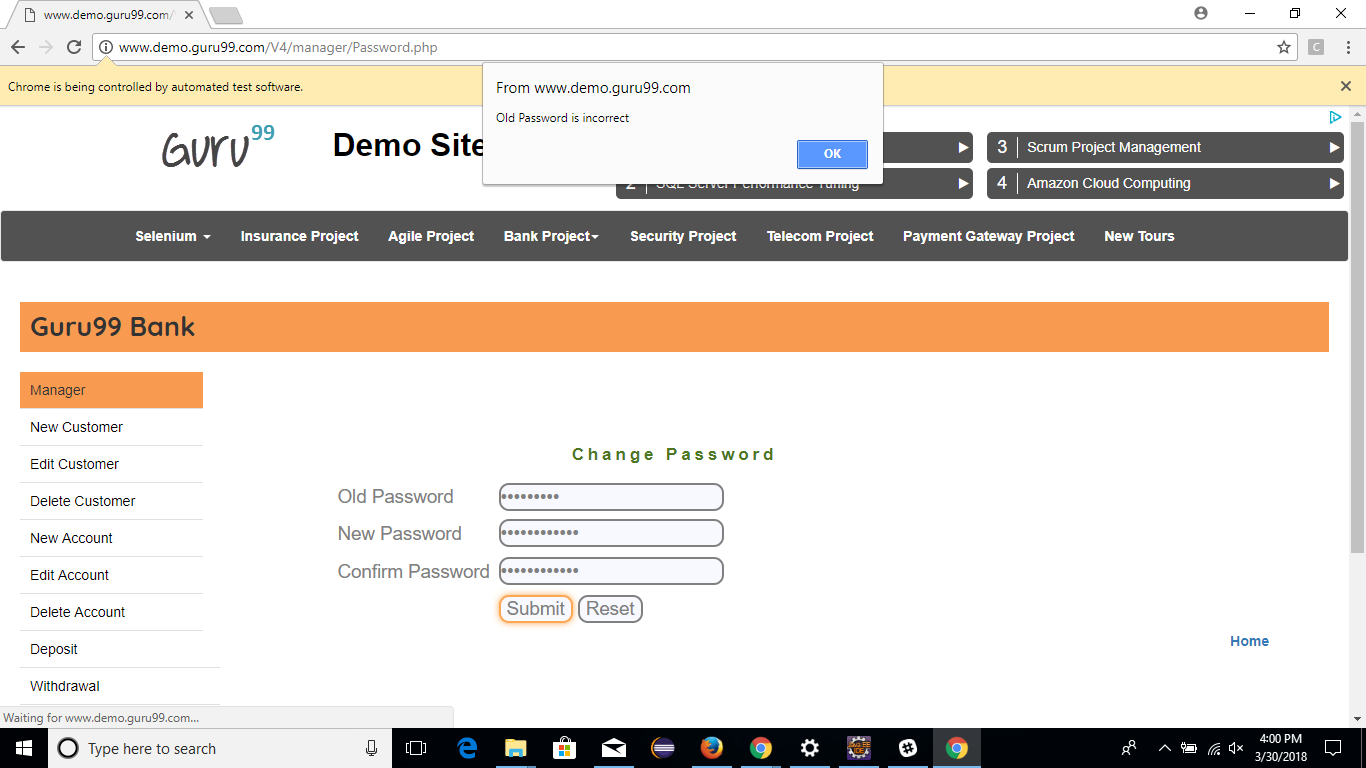 www.demo.guru99.com/
www.demo.guru99.com/V4/manager/Password.php
C
Chrome is being controlled by automated test software.
From www.demo.guru99.com
Old Password is incorrect
OK
Guru99
Demo Site
3 Scrum Project Management
2 SQL Server Performance Tuning
4 Amazon Cloud Computing
Selenium
Insurance Project
Agile Project
Bank Project
Security Project
Telecom Project
Payment Gateway Project
New Tours
Guru99 Bank
Manager
New Customer
Edit Customer
Delete Customer
New Account
Edit Account
Delete Account
Deposit
Withdrawal
Change Password
Old Password
New Password
Confirm Password
Submit
Reset
Home
Waiting for www.demo.guru99.com...
Type here to search
4:00 PM
3/30/2018